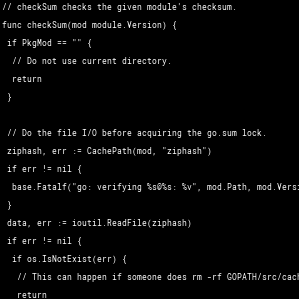 // checkSum checks the given module's checksum.
func checkSum(mod module.Version) {
if PkgMod == "" {
// Do not use current directory.
return
}
// Do the file I/O before acquiring the go.sum lock.
ziphash, err := CachePath(mod, "ziphash")
if err != nil {
base.Fatalf("go: verifying %s@%s: %v", mod.Path, mod.Versi
}
data, err := ioutil.ReadFile(ziphash)
if err != nil {
if os.IsNotExist(err) {
// This can happen if someone does rm -rf GOPATH/src/cach
return